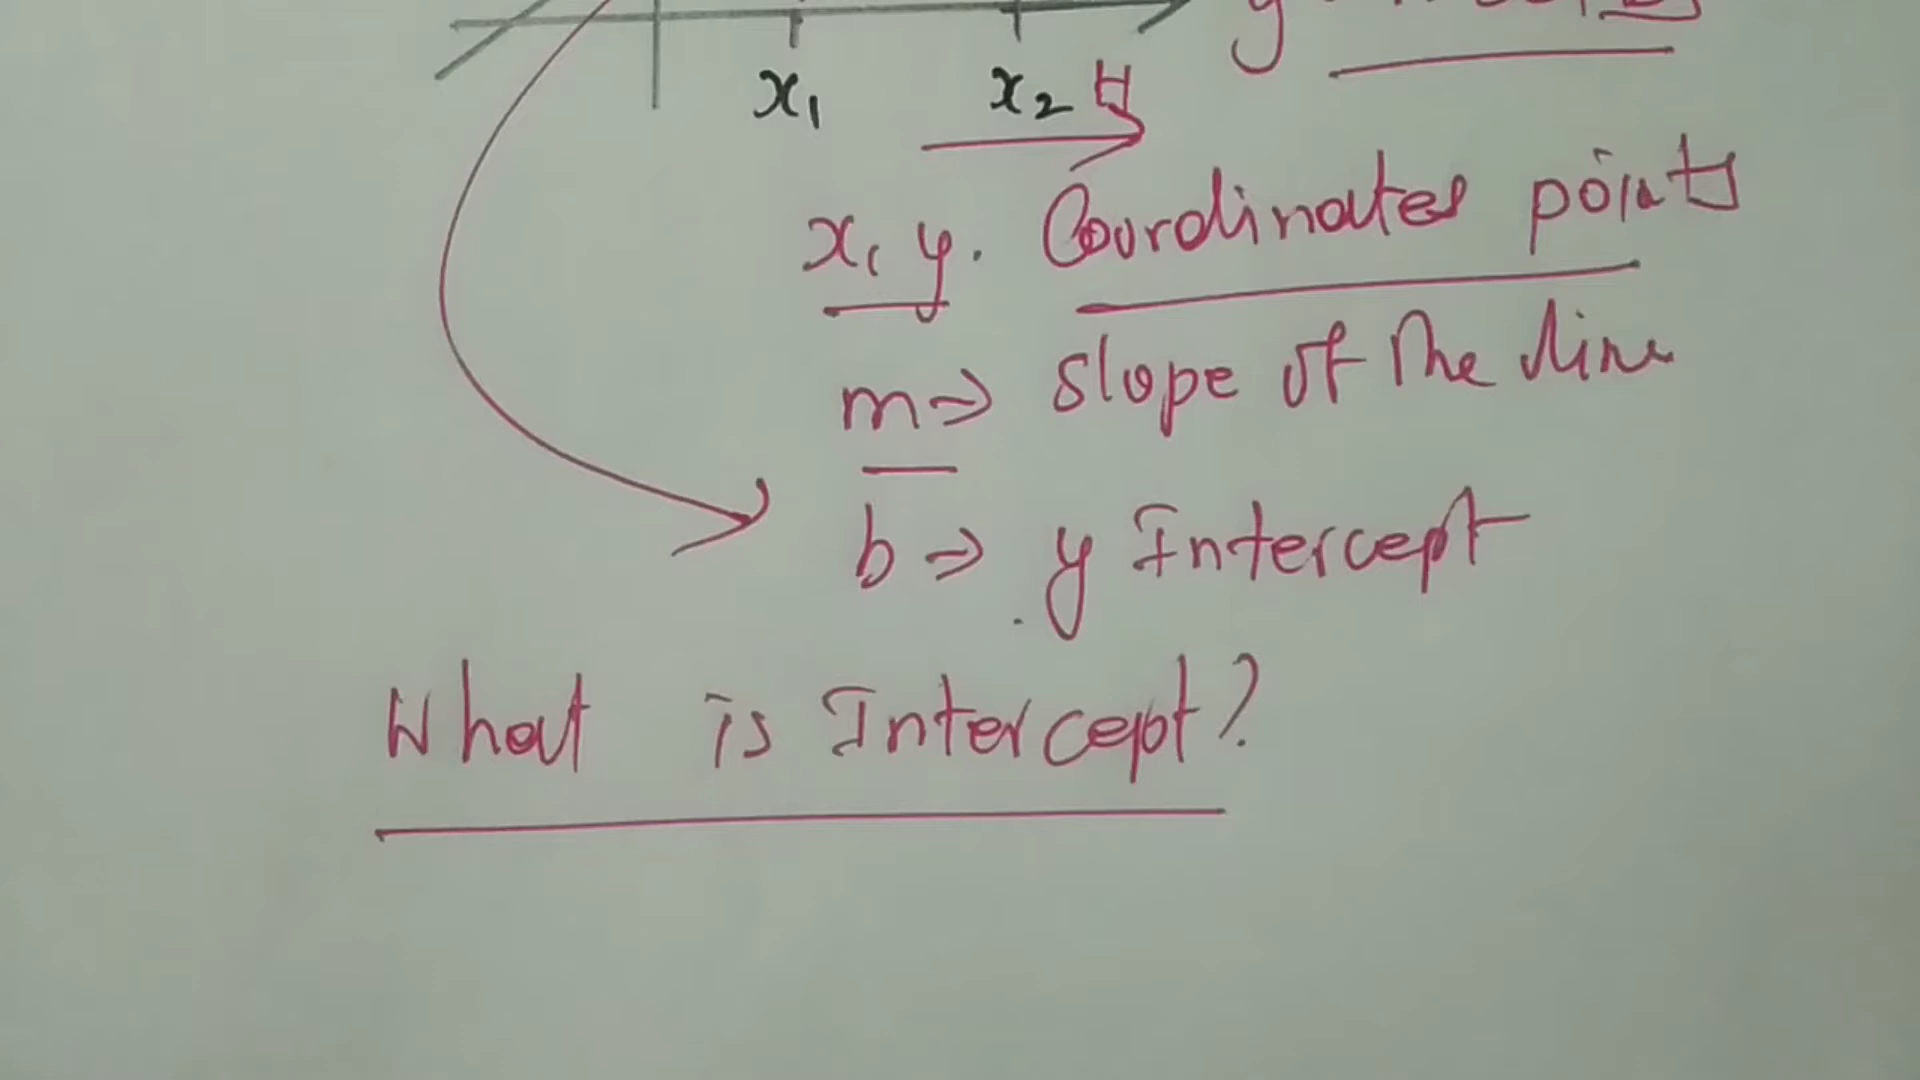 x1 x2 H
x, y. Coordinates points
m => slope of the line
b => y Intercept
What is Intercept?